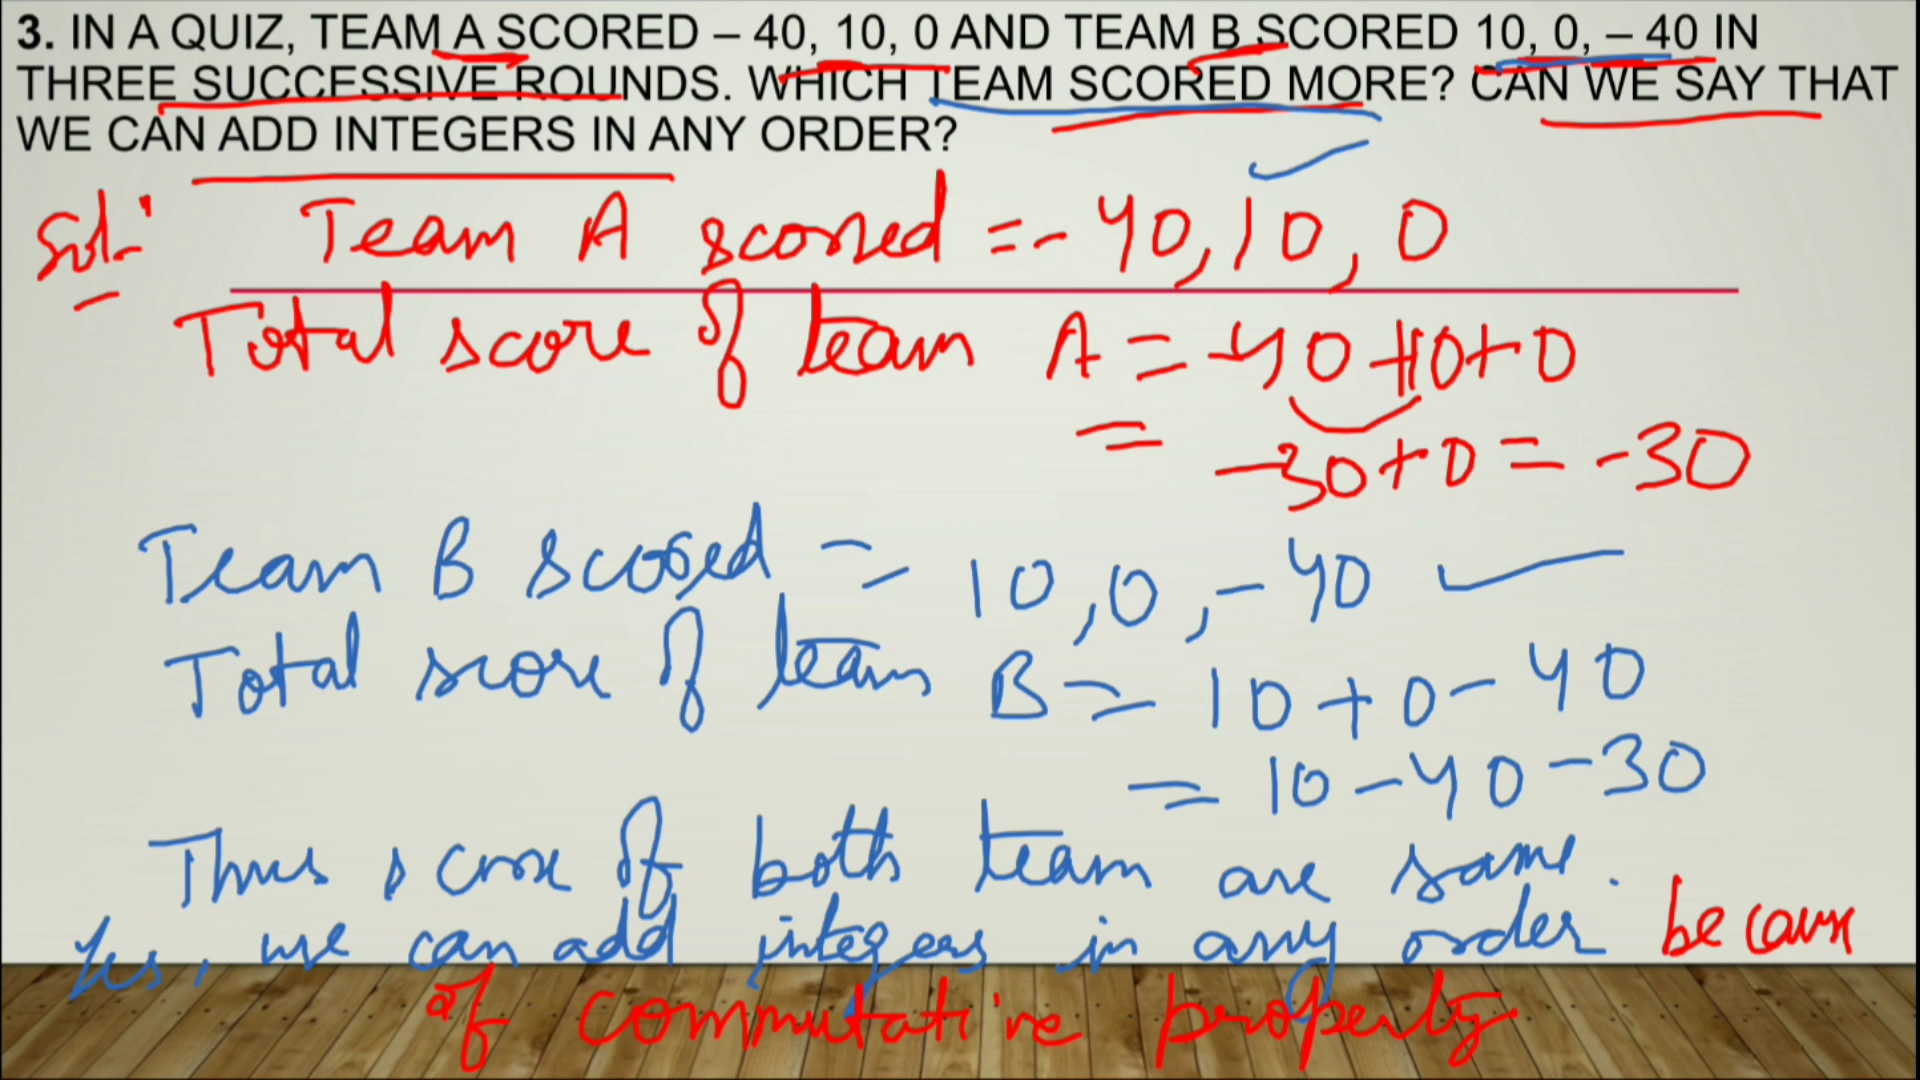 3. IN A QUIZ, TEAM A SCORED – 40, 10, 0 AND TEAM B SCORED 10, 0, – 40 IN
THREE SUCCESSIVE ROUNDS. WHICH TEAM SCORED MORE? CAN WE SAY THAT
WE CAN ADD INTEGERS IN ANY ORDER?
Sol:- Team A scored = -40, 10, 0
Total score of team A = -40+10+0
= -30+0 = -30
Team B scored = 10, 0, -40
Total score of team B = 10+0-40
= 10-40-30
Thus score of both team are same.
Yes, we can add integers in any order because
of commutative property